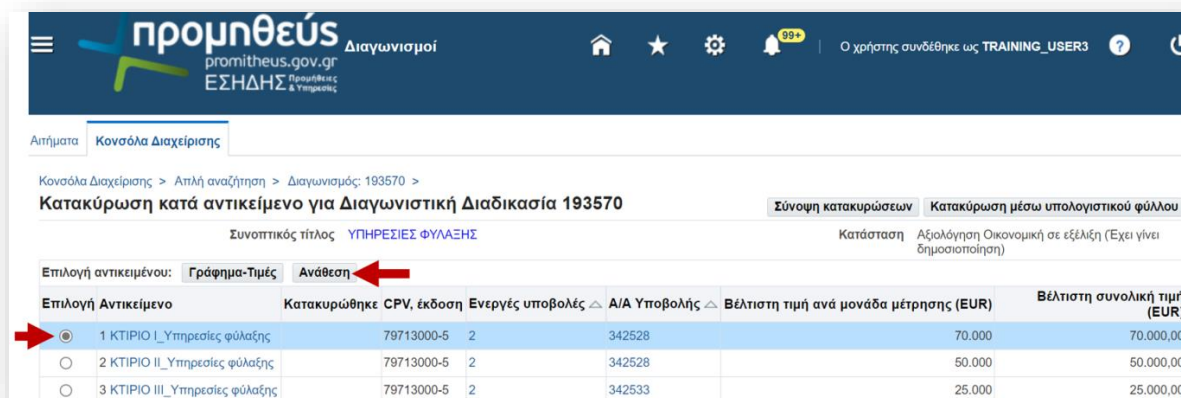 προμηθεύς Διαγωνισμοί 99+ Ο χρήστης συνδέθηκε ως TRAINING_USER3 ?
promitheus.gov.gr
ΕΣΗΔΗΣ Προμήθειες & Υπηρεσίες
Αιτήματα Κονσόλα Διαχείρισης
Κονσόλα Διαχείρισης > Απλή αναζήτηση > Διαγωνισμός: 193570 >
Κατακύρωση κατά αντικείμενο για Διαγωνιστική Διαδικασία 193570 Σύνοψη κατακυρώσεων Κατακύρωση μέσω υπολογιστικού φύλλου
Συνοπτικός τίτλος ΥΠΗΡΕΣΙΕΣ ΦΥΛΑΞΗΣ Κατάσταση Αξιολόγηση Οικονομική σε εξέλιξη (Έχει γίνει
δημοσιοποίηση)
Επιλογή αντικειμένου: Γράφημα-Τιμές Ανάθεση
Επιλογή Αντικείμενο Κατακυρώθηκε CPV, έκδοση Ενεργές υποβολές Α/Α Υποβολής Βέλτιστη τιμή ανά μονάδα μέτρησης (EUR) Βέλτιστη συνολική τιμή
(EUR)
1 ΚΤΙΡΙΟ Ι_Υπηρεσίες φύλαξης 79713000-5 2 342528 70.000 70.000,00
2 ΚΤΙΡΙΟ ΙΙ_Υπηρεσίες φύλαξης 79713000-5 2 342528 50.000 50.000,00
3 ΚΤΙΡΙΟ ΙΙΙ_Υπηρεσίες φύλαξης 79713000-5 2 342533 25.000 25.000,00